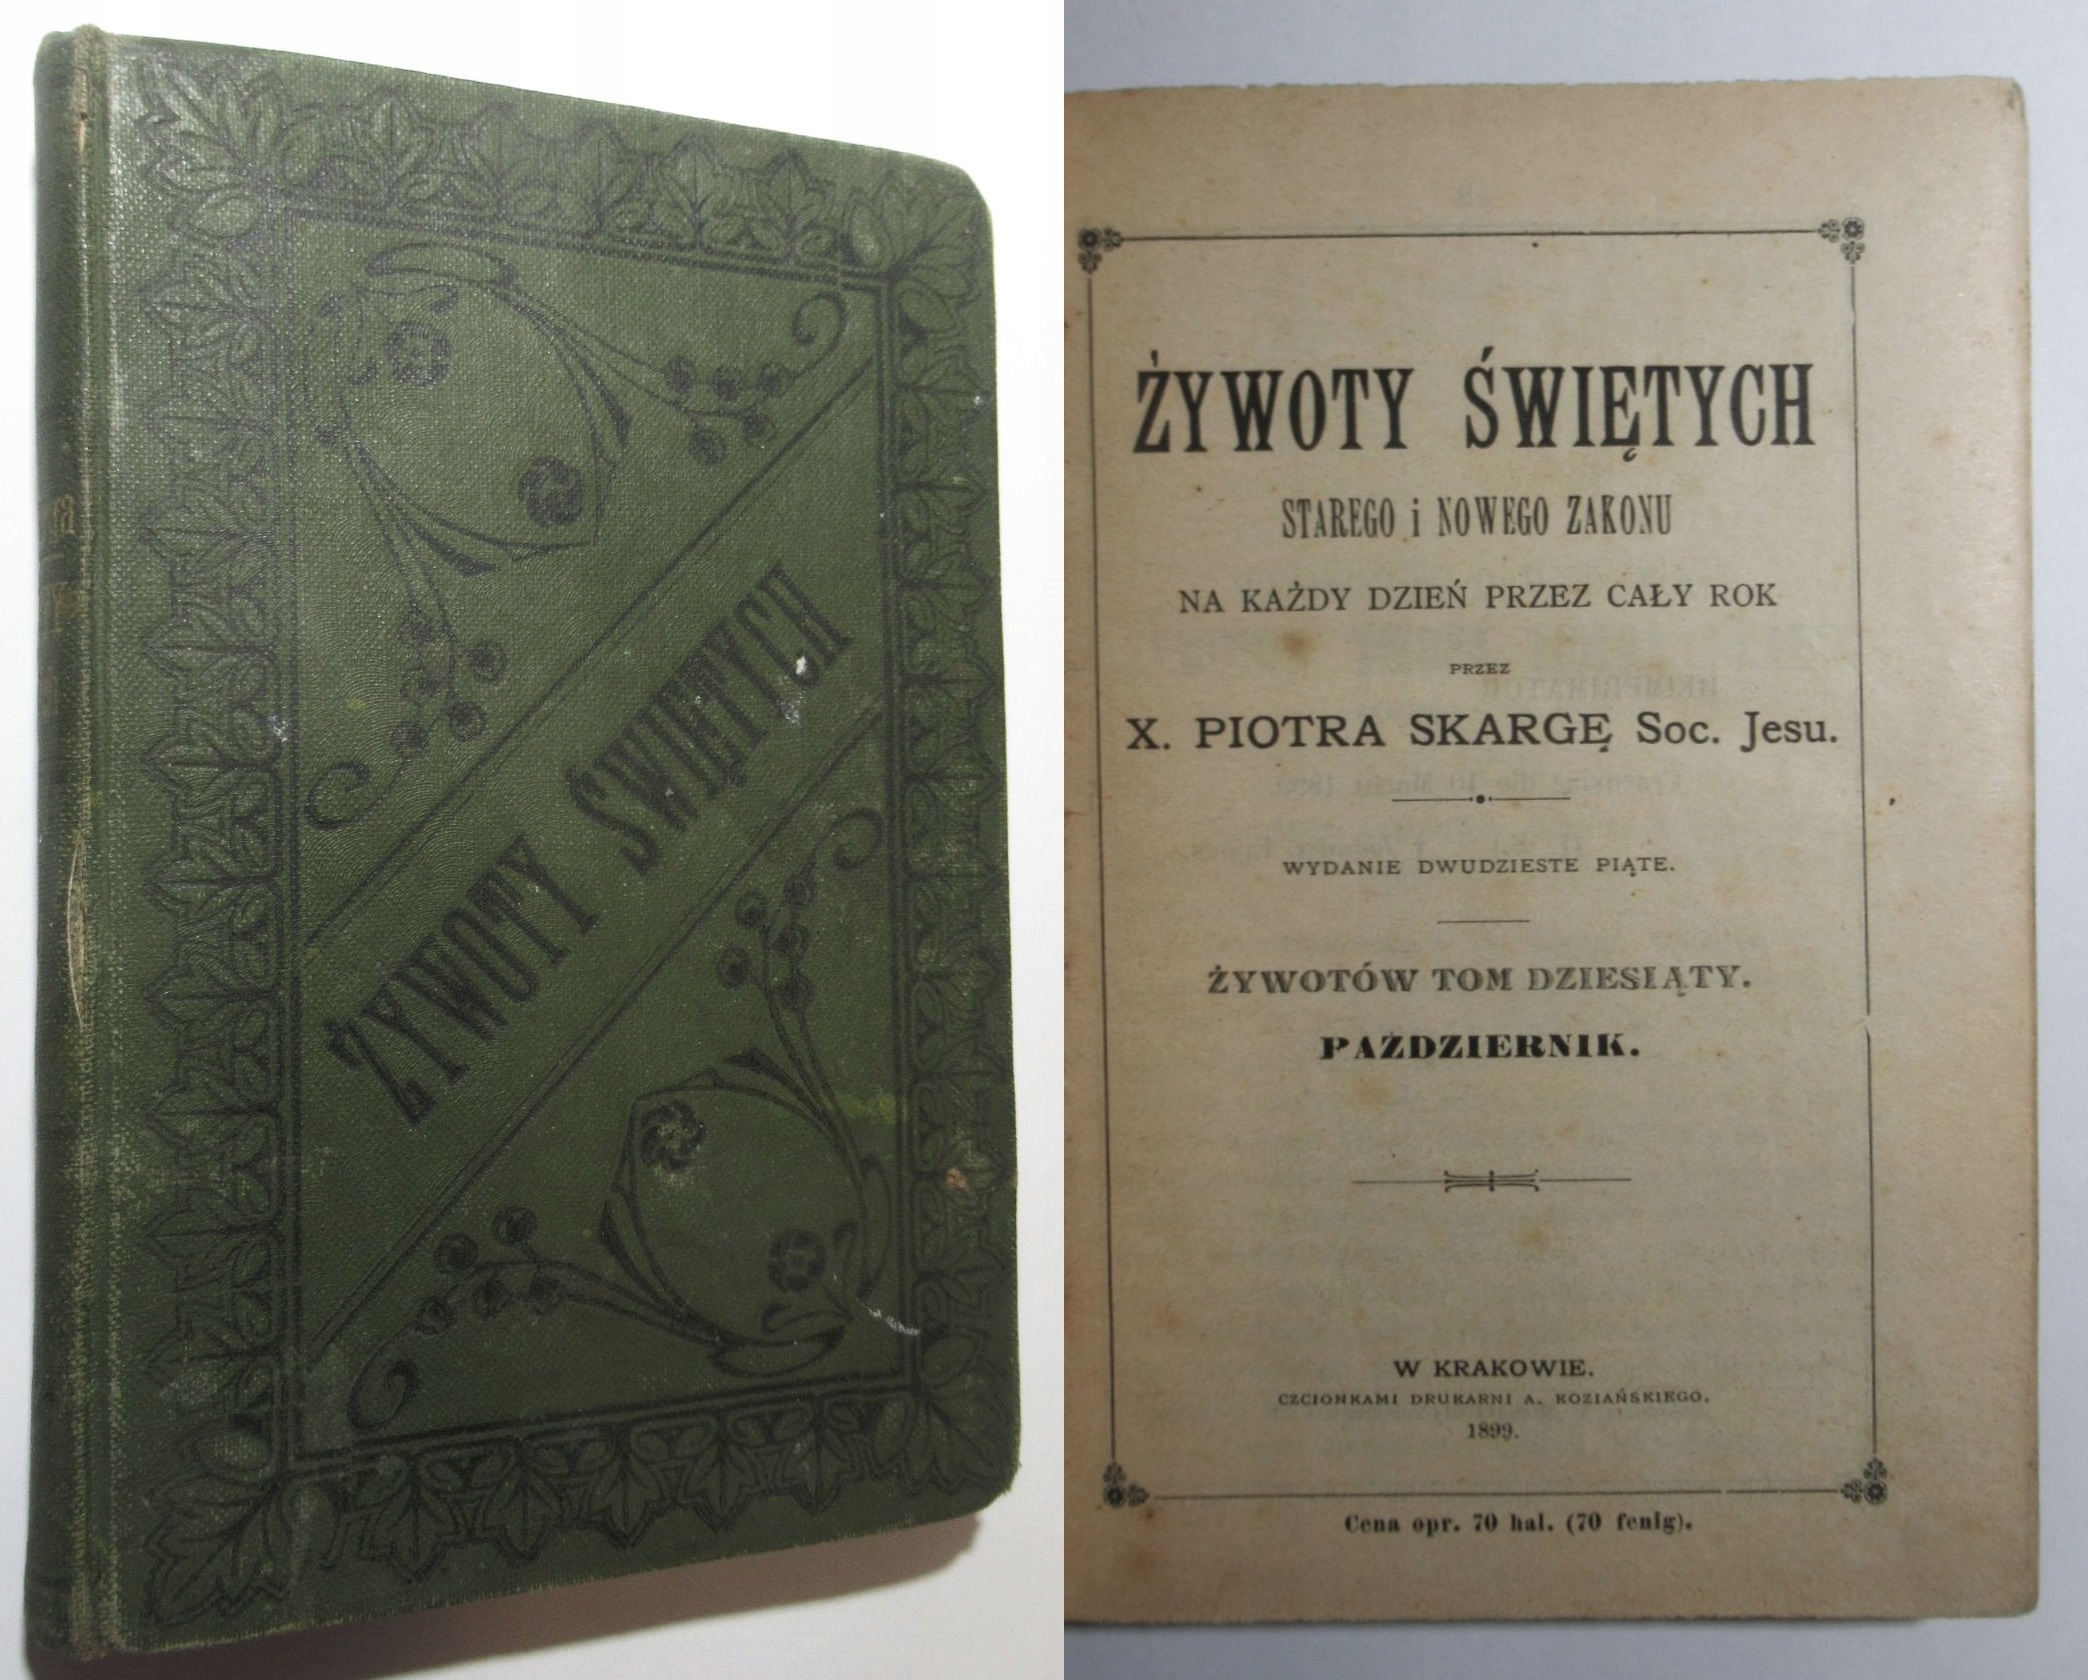 ŻYWOTY ŚWIĘTYCH
ŻYWOTY ŚWIĘTYCH
STAREGO i NOWEGO ZAKONU
NA KAŻDY DZIEŃ PRZEZ CAŁY ROK
PRZEZ
X. PIOTRA SKARGĘ Soc. Jesu.
WYDANIE DWUDZIESTE PIĄTE.
ŻYWOTÓW TOM DZIESIĄTY.
PAŹDZIERNIK.
W KRAKOWIE.
CZCIONKAMI DRUKARNI A. KOZIAŃSKIEGO.
1899.
Cena opr. 70 hal. (70 fenig).